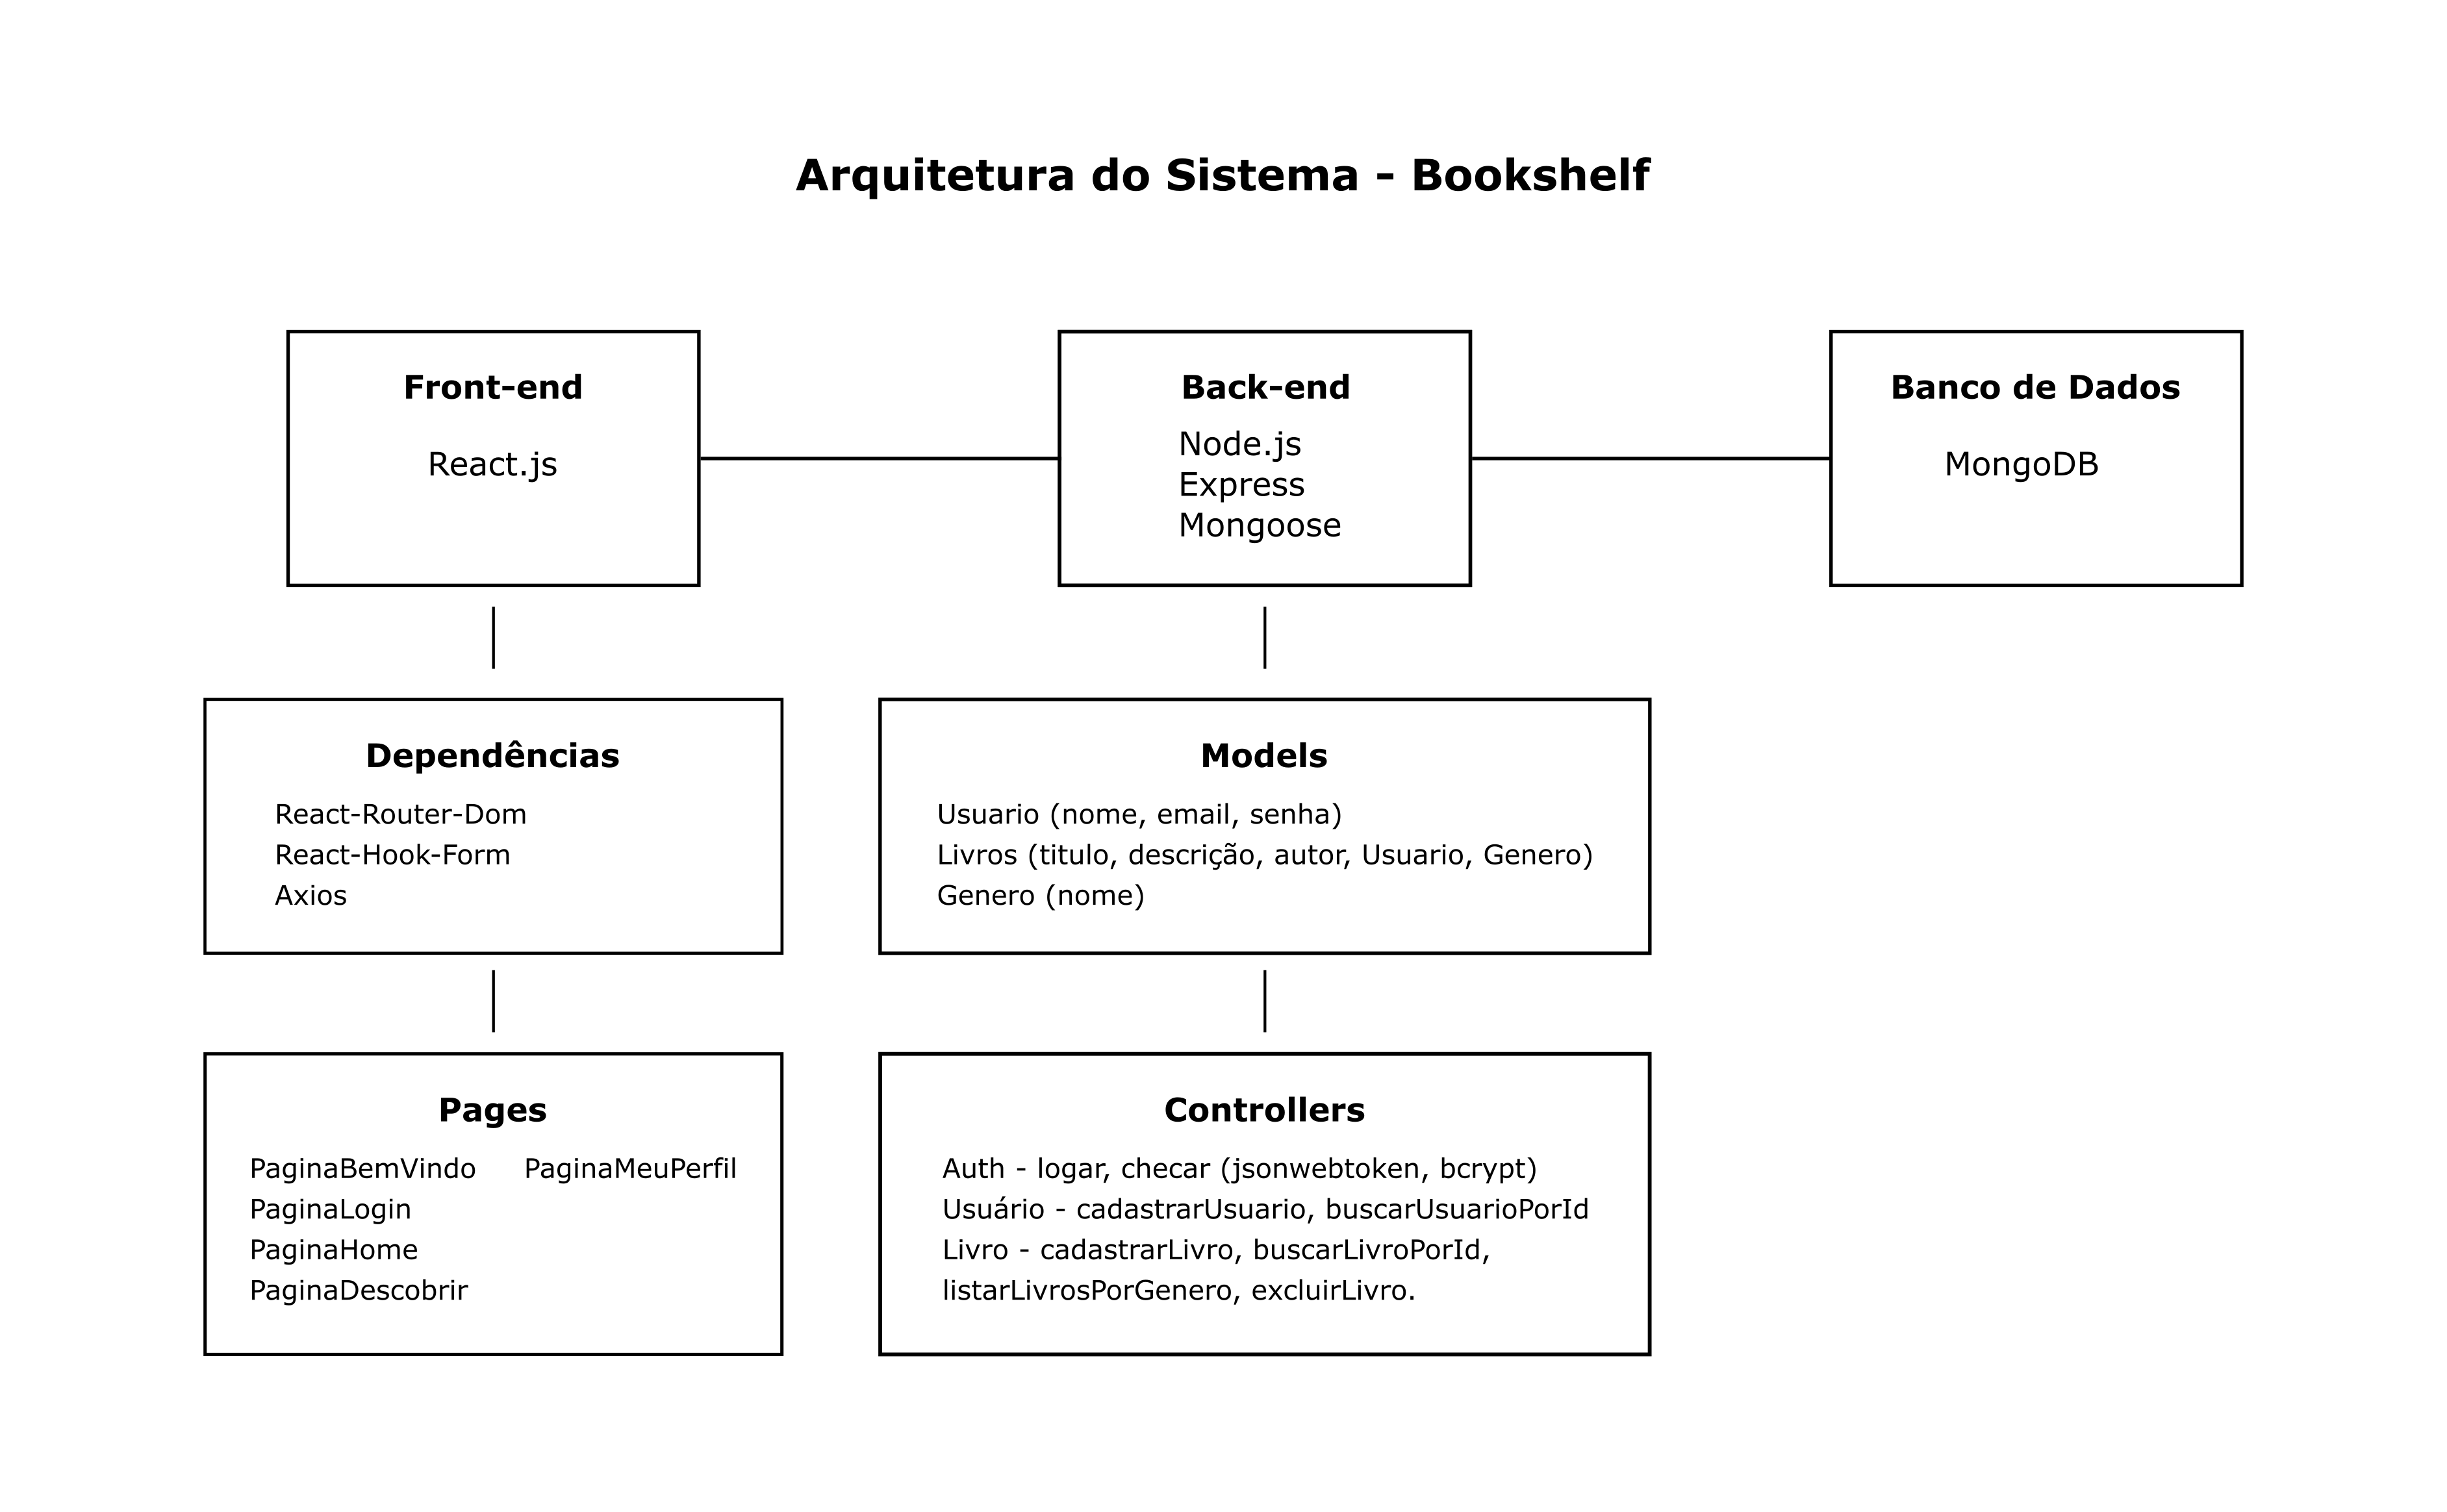 Arquitetura do Sistema - Bookshelf
Front-end
React.js
Back-end
Node.js
Express
Mongoose
Banco de Dados
MongoDB
Dependências
React-Router-Dom
React-Hook-Form
Axios
Models
Usuario (nome, email, senha)
Livros (titulo, descrição, autor, Usuario, Genero)
Genero (nome)
Pages
PaginaBemVindo
PaginaLogin
PaginaHome
PaginaDescobrir
PaginaMeuPerfil
Controllers
Auth - logar, checar (jsonwebtoken, bcrypt)
Usuário - cadastrarUsuario, buscarUsuarioPorId
Livro - cadastrarLivro, buscarLivroPorId,
listarLivrosPorGenero, excluirLivro.